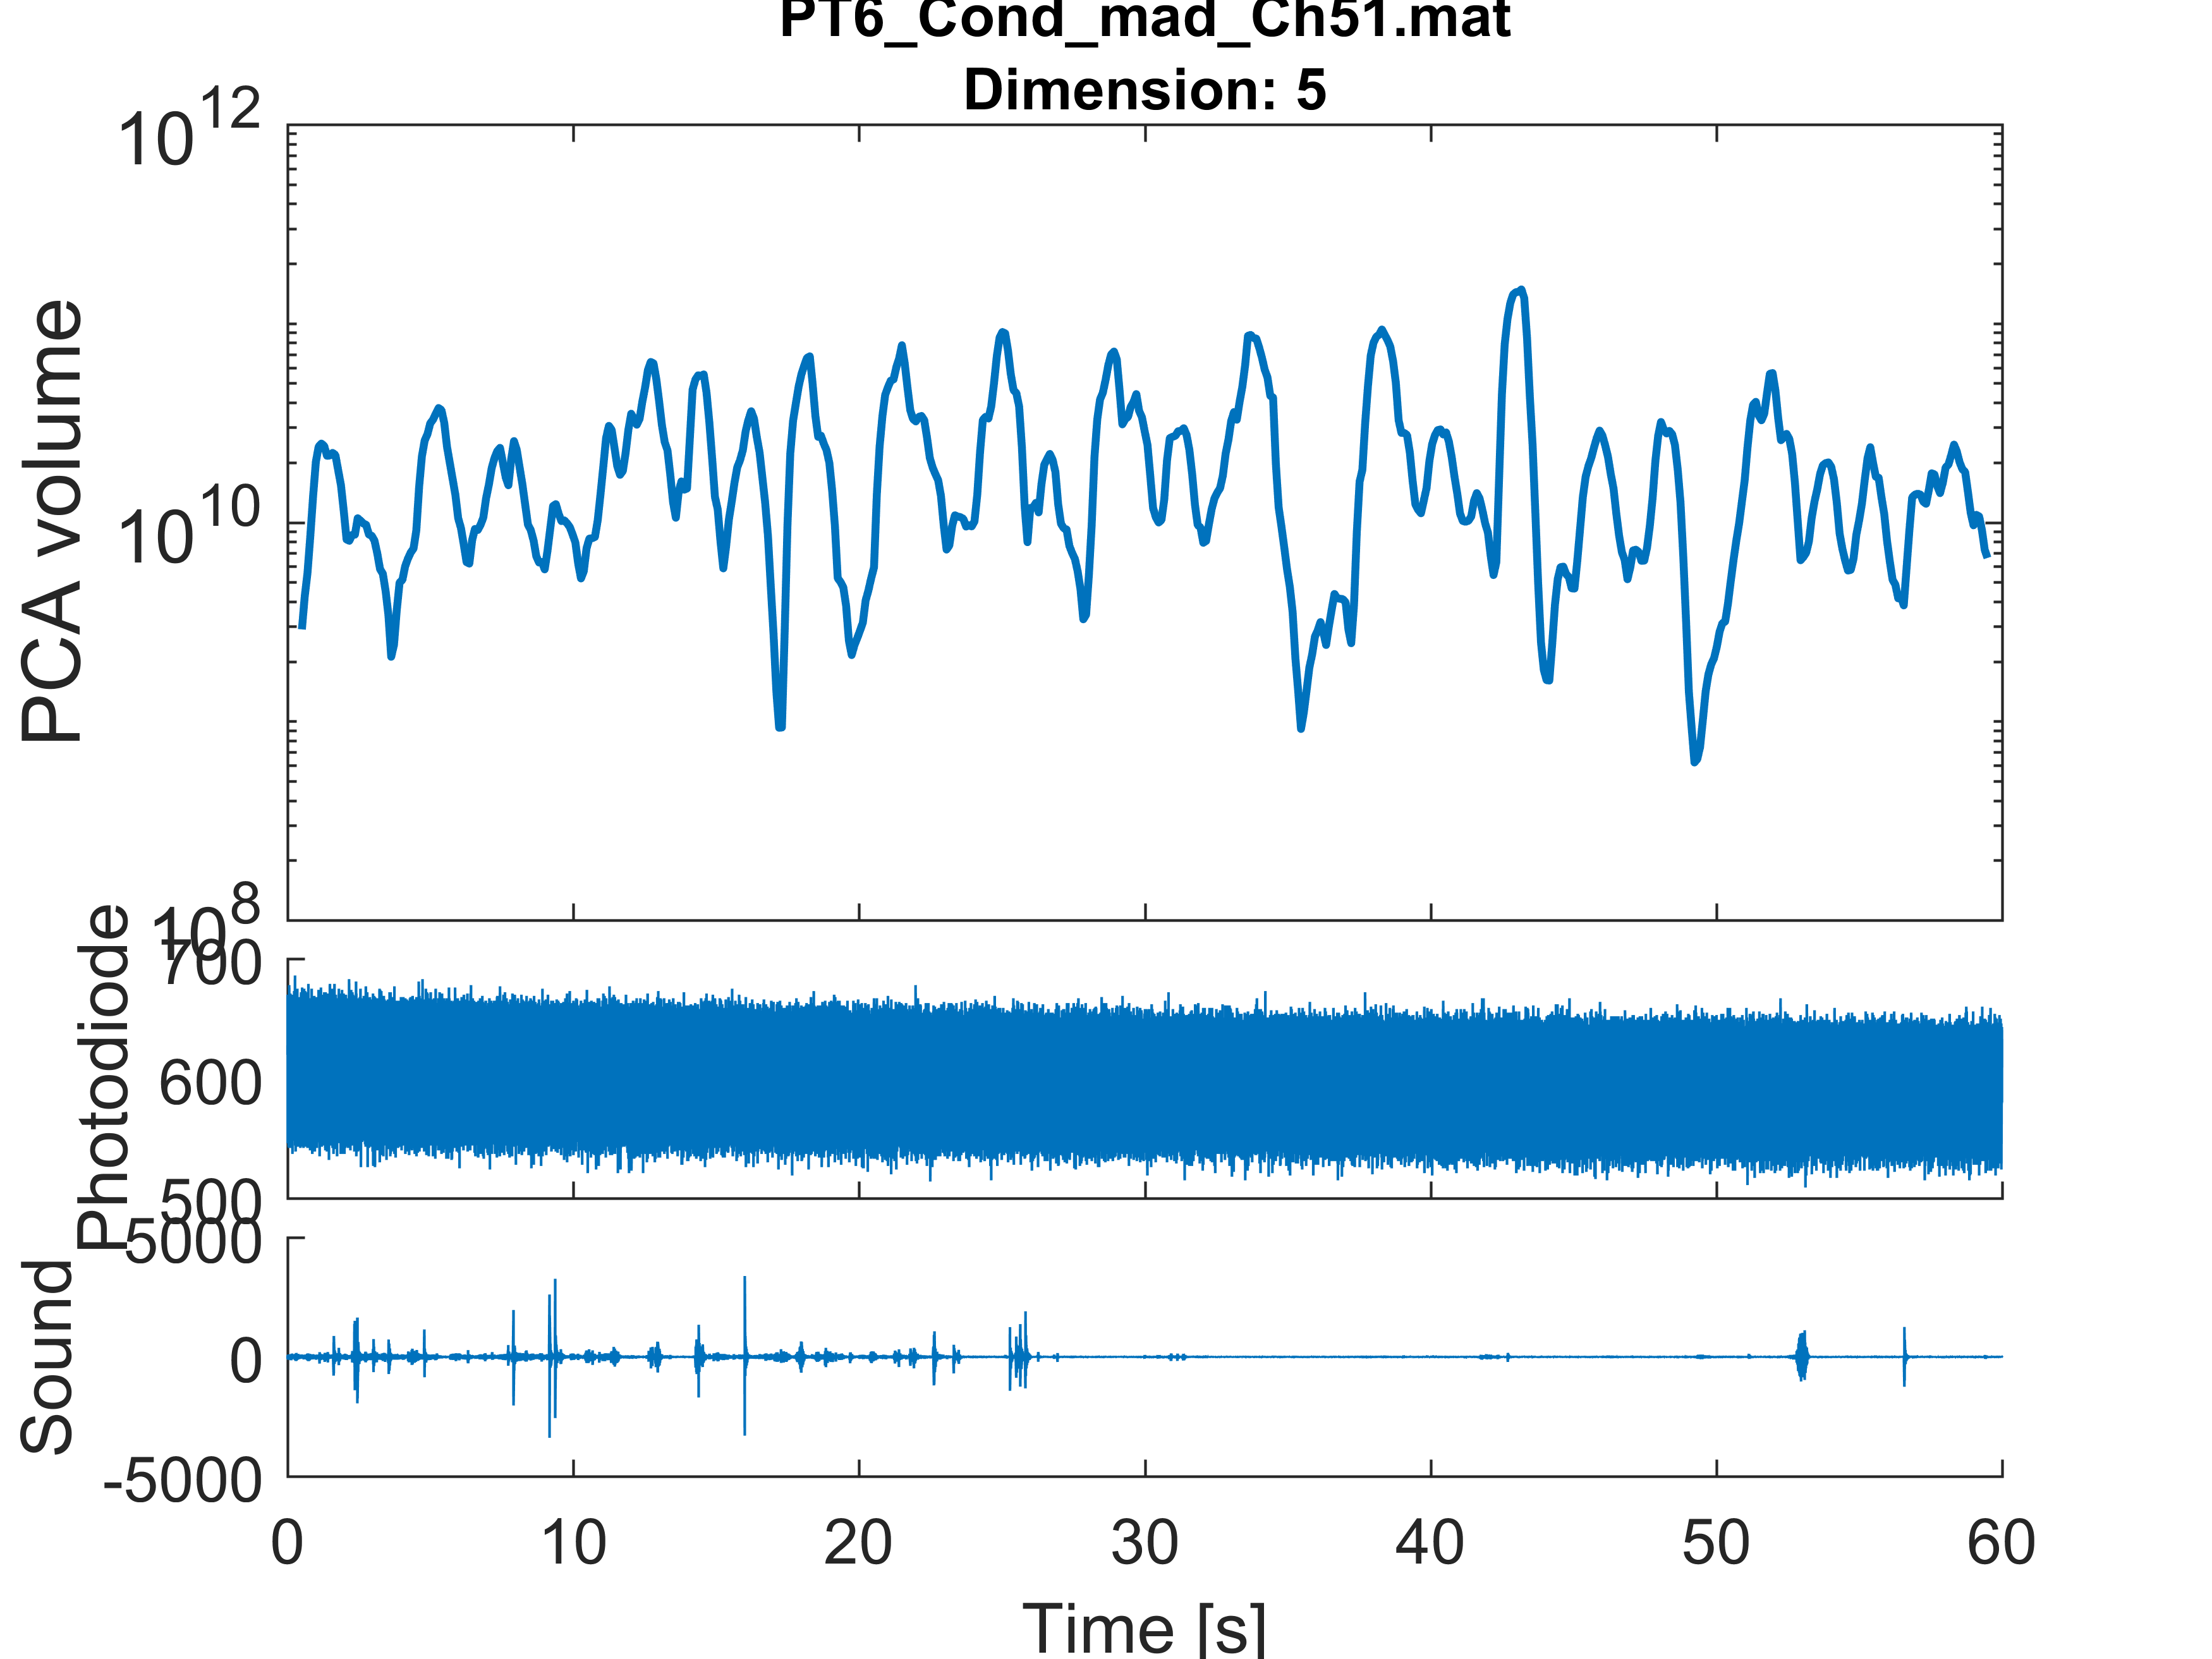 PT6_Cond_mad_Ch51.mat
Dimension: 5
PCA volume
10^12
10^10
10^8
Photodiode
700
600
500
Sound
5000
0
-5000
0 10 20 30 40 50 60
Time [s]